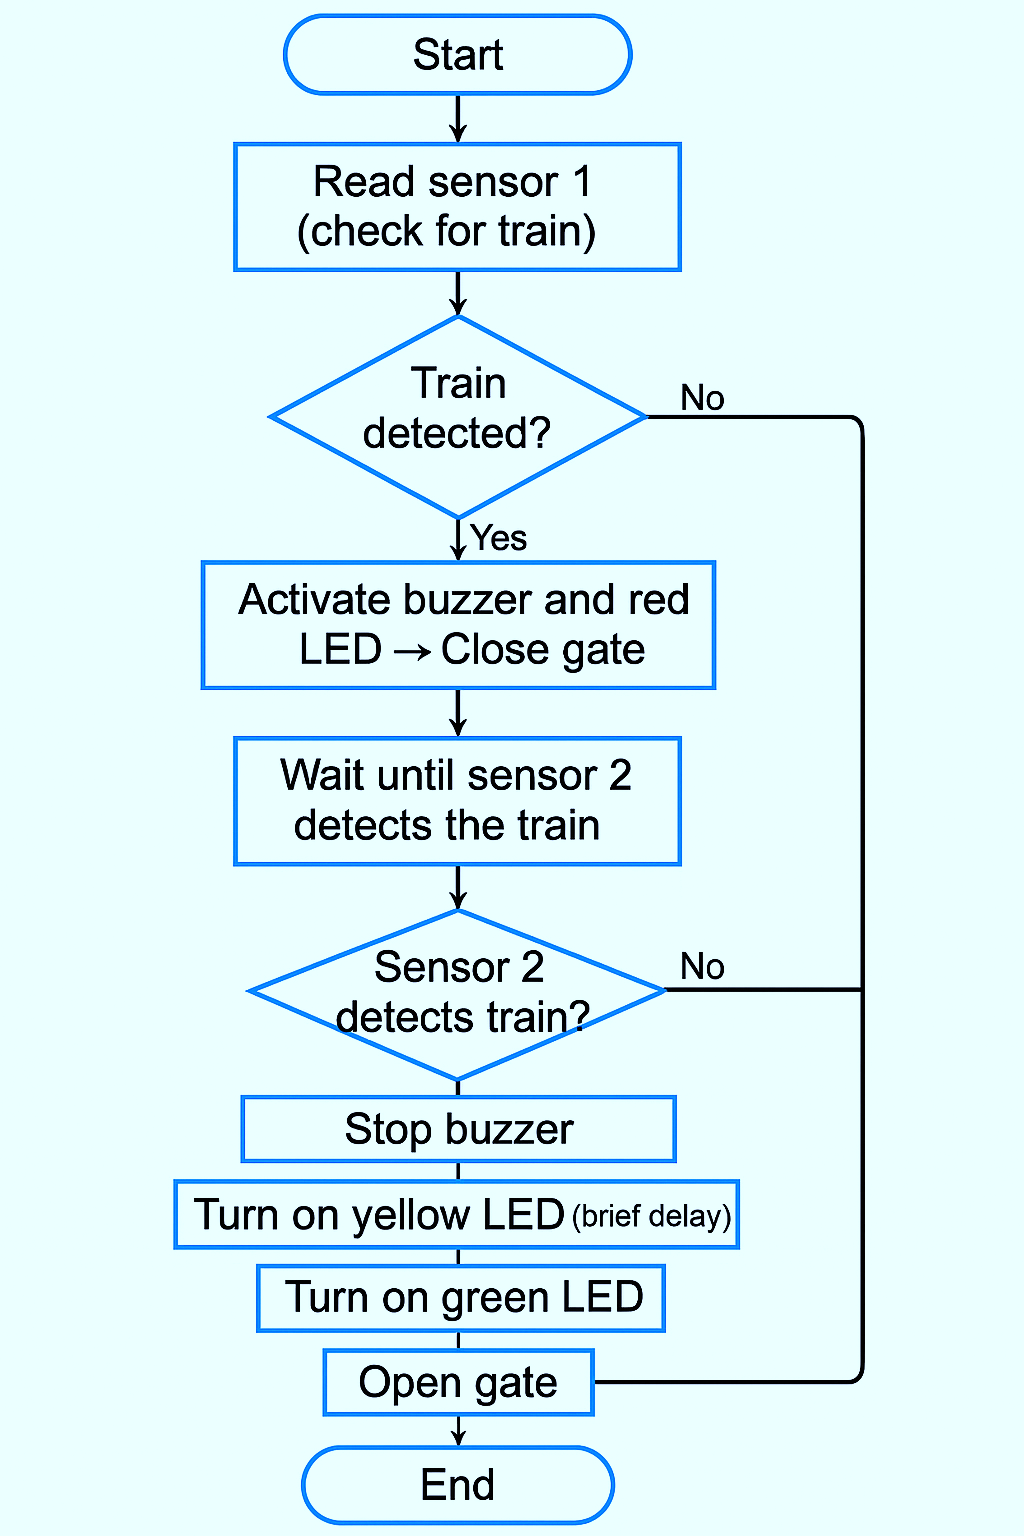 Start
Read sensor 1
(check for train)
Train
detected?
No
Yes
Activate buzzer and red
LED → Close gate
Wait until sensor 2
detects the train
Sensor 2
detects train?
No
Stop buzzer
Turn on yellow LED (brief delay)
Turn on green LED
Open gate
End